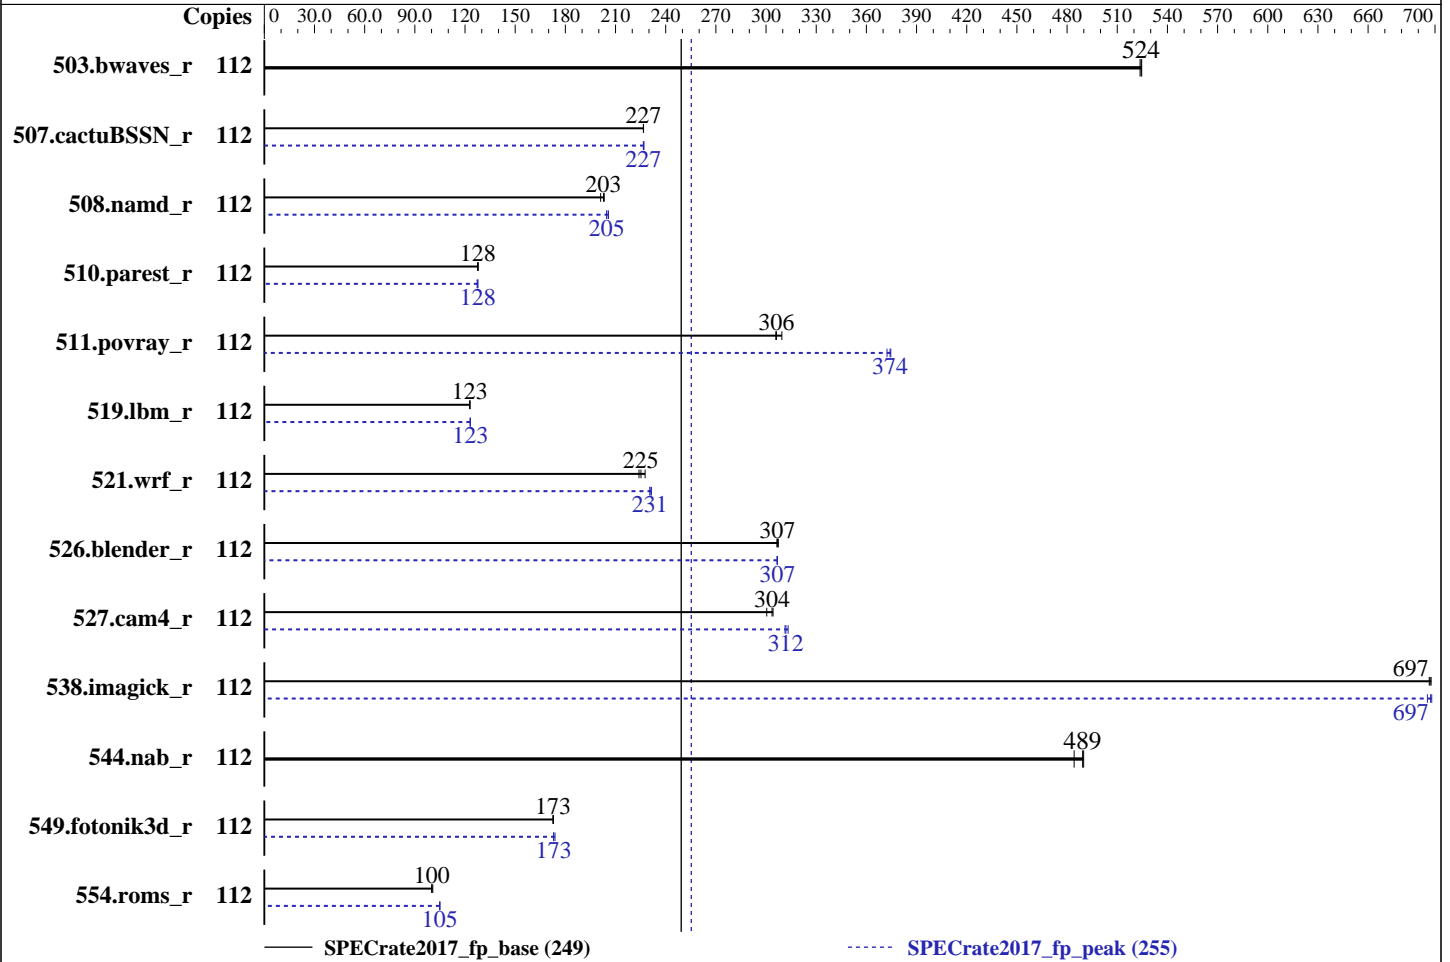 Copies 0 30.0 60.0 90.0 120 150 180 210 240 270 300 330 360 390 420 450 480 510 540 570 600 630 660 700
503.bwaves_r 112 524
507.cactuBSSN_r 112 227
227
508.namd_r 112 203
205
510.parest_r 112 128
128
511.povray_r 112 306
374
519.lbm_r 112 123
123
521.wrf_r 112 225
231
526.blender_r 112 307
307
527.cam4_r 112 304
312
538.imagick_r 112 697
697
544.nab_r 112 489
549.fotonik3d_r 112 173
173
554.roms_r 112 100
105
SPECrate2017_fp_base (249) SPECrate2017_fp_peak (255)